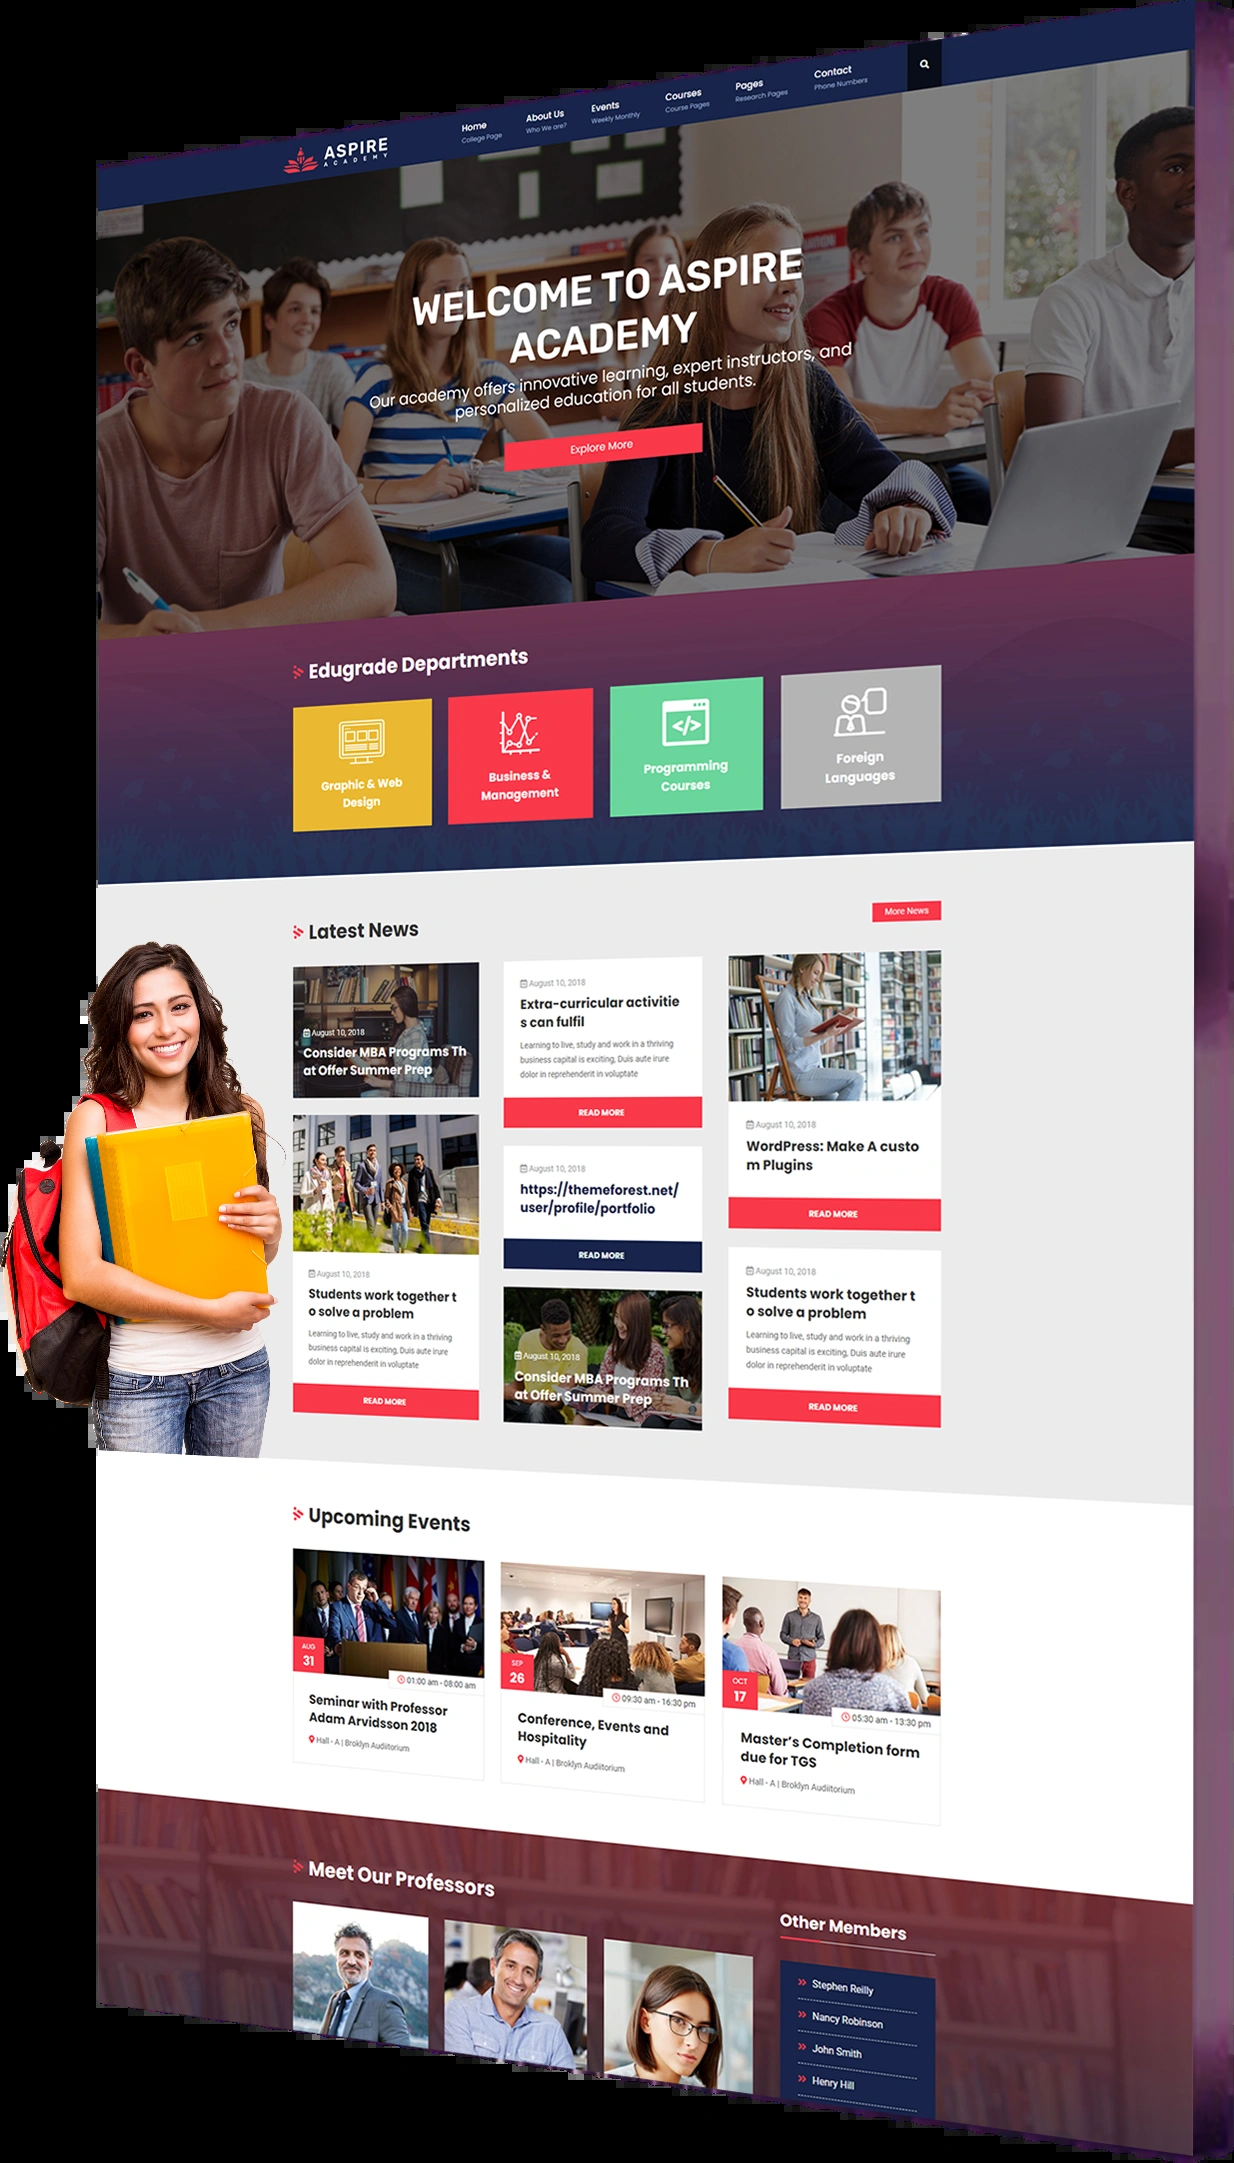 ASPIRE
ACADEMY
Home
College Page
About Us
Who We are?
Events
Weekly Monthly
Courses
Course Pages
Pages
Research Pages
Contact
Phone Numbers
WELCOME TO ASPIRE
ACADEMY
Our academy offers innovative learning, expert instructors, and
personalized education for all students.
Explore More
Edugrade Departments
Graphic & Web
Design
Business &
Management
Programming
Courses
Foreign
Languages
Latest News
More News
August 10, 2018
Consider MBA Programs Th
at Offer Summer Prep
August 10, 2018
Students work together t
o solve a problem
Learning to live, study and work in a thriving
business capital is exciting, Duis aute irure
dolor in reprehenderit in voluptate
READ MORE
August 10, 2018
Extra-curricular activitie
s can fulfil
Learning to live, study and work in a thriving
business capital is exciting, Duis aute irure
dolor in reprehenderit in voluptate
READ MORE
August 10, 2018
https://themeforest.net/
user/profile/portfolio
READ MORE
August 10, 2018
Consider MBA Programs Th
at Offer Summer Prep
August 10, 2018
WordPress: Make A custo
m Plugins
READ MORE
August 10, 2018
Students work together t
o solve a problem
Learning to live, study and work in a thriving
business capital is exciting, Duis aute irure
dolor in reprehenderit in voluptate
READ MORE
Upcoming Events
AUG
31
01:00 am - 08:00 am
Seminar with Professor
Adam Arvidsson 2018
Hall - A | Broklyn Audiitorium
SEP
26
09:30 am - 16:30 pm
Conference, Events and
Hospitality
Hall - A | Broklyn Audiitorium
OCT
17
05:30 am - 13:30 pm
Master's Completion form
due for TGS
Hall - A | Broklyn Audiitorium
Meet Our Professors
Other Members
Stephen Reilly
Nancy Robinson
John Smith
Henry Hill